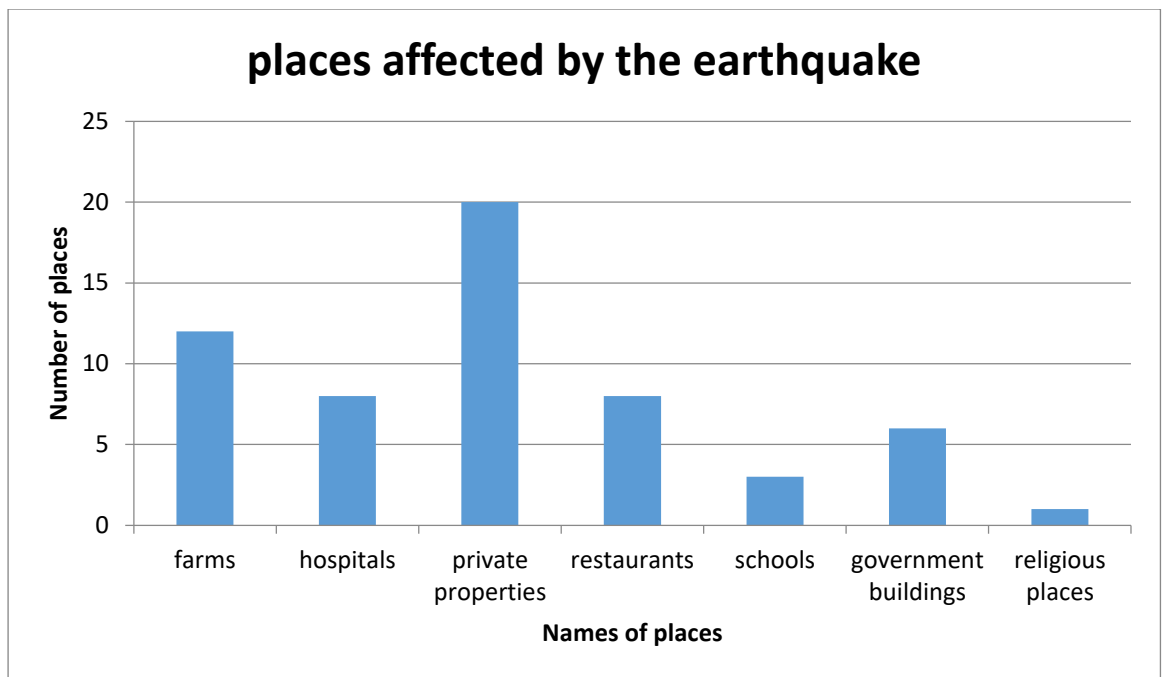 places affected by the earthquake
Number of places
25
20
15
10
5
0
farms
hospitals
private
properties
restaurants
schools
government
buildings
religious
places
Names of places